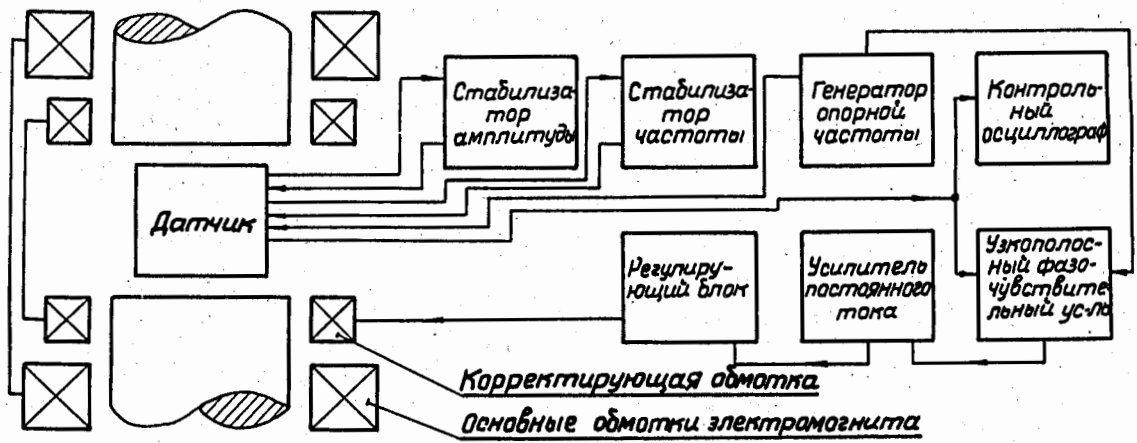 Стабилиза-
тор
амплитуды
Стабилиза-
тор
частоты
Генератор
опорной
частоты
Контроль-
ный
осциллограф
Датчик
Регулиру-
ющий блок
Усилитель
постоянного
тока
Узкополос-
ный фазо-
чувствите-
льный ус-ль
Корректирующая обмотка
Основные обмотки электромогнита